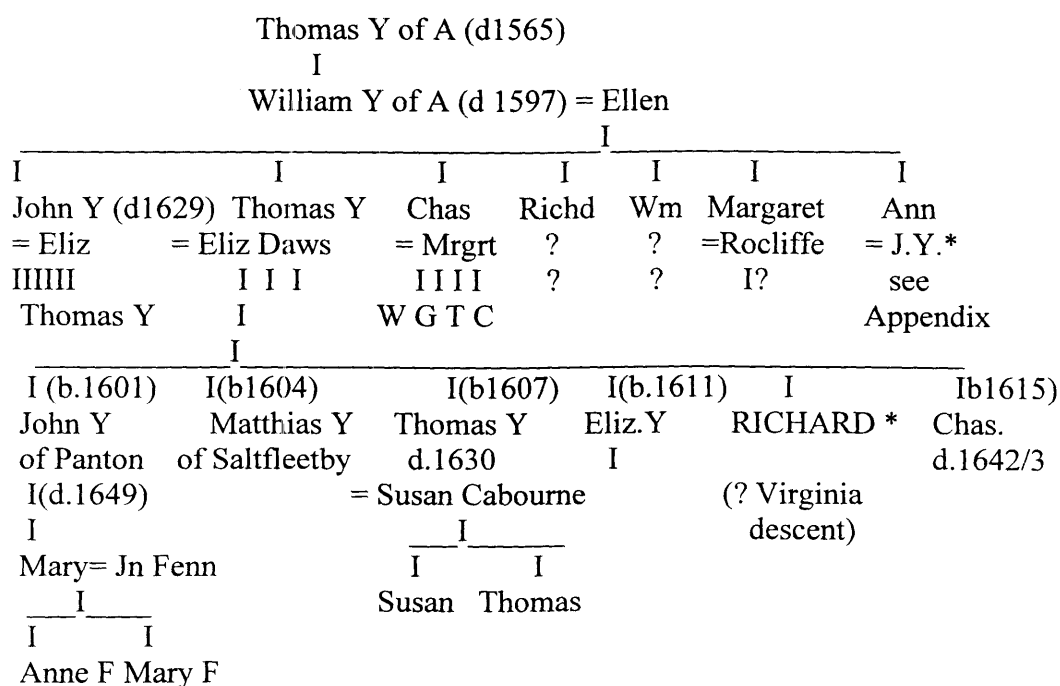 Thomas Y of A (d1565)
I
William Y of A (d 1597) = Ellen
I
I I I I I I I
John Y (d1629) Thomas Y Chas Richd Wm Margaret Ann
= Eliz = Eliz Daws = Mrgrt ? ? =Rocliffe = J.Y.*
IIIIII I I I I I I I ? ? I? see
Thomas Y I W G T C Appendix
I
I (b.1601) I(b1604) I(b1607) I(b.1611) I Ib1615)
John Y Matthias Y Thomas Y Eliz.Y RICHARD * Chas.
of Panton of Saltfleetby d.1630 I d.1642/3
I(d.1649) = Susan Cabourne (? Virginia
I I descent)
Mary= Jn Fenn I I
I Susan Thomas
I I
Anne F Mary F